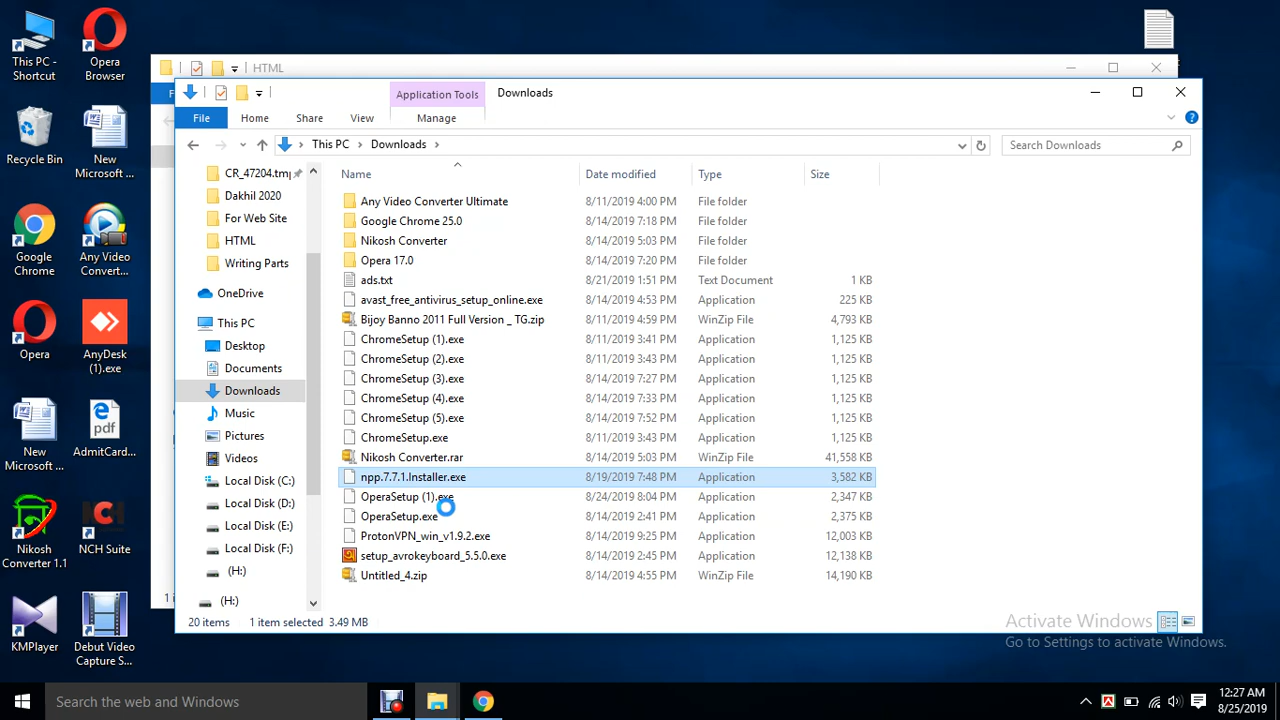 This PC -
Shortcut
Opera
Browser
Recycle Bin
New
Microsoft ...
Google
Chrome
Any Video
Convert...
Opera
AnyDesk
(1).exe
New
Microsoft ...
pdf
AdmitCard...
Nikosh
Converter 1.1
NCH Suite
KMPlayer
Debut Video
Capture S...
HTML
Application Tools
Downloads
File
Home
Share
View
Manage
This PC
Downloads
Search Downloads
Name
Date modified
Type
Size
CR_47204.tmp
Dakhil 2020
For Web Site
HTML
Writing Parts
OneDrive
This PC
Desktop
Documents
Downloads
Music
Pictures
Videos
Local Disk (C:)
Local Disk (D:)
Local Disk (E:)
Local Disk (F:)
(H:)
(H:)
Any Video Converter Ultimate 8/11/2019 4:00 PM File folder
Google Chrome 25.0 8/14/2019 7:18 PM File folder
Nikosh Converter 8/14/2019 5:03 PM File folder
Opera 17.0 8/14/2019 7:20 PM File folder
ads.txt 8/21/2019 1:51 PM Text Document 1 KB
avast_free_antivirus_setup_online.exe 8/14/2019 4:53 PM Application 225 KB
Bijoy Banno 2011 Full Version _ TG.zip 8/11/2019 4:59 PM WinZip File 4,793 KB
ChromeSetup (1).exe 8/11/2019 3:41 PM Application 1,125 KB
ChromeSetup (2).exe 8/11/2019 3:43 PM Application 1,125 KB
ChromeSetup (3).exe 8/14/2019 7:27 PM Application 1,125 KB
ChromeSetup (4).exe 8/14/2019 7:33 PM Application 1,125 KB
ChromeSetup (5).exe 8/14/2019 7:52 PM Application 1,125 KB
ChromeSetup.exe 8/11/2019 3:43 PM Application 1,125 KB
Nikosh Converter.rar 8/14/2019 5:03 PM WinZip File 41,558 KB
npp.7.7.1.Installer.exe 8/19/2019 7:48 PM Application 3,582 KB
OperaSetup (1).exe 8/24/2019 8:04 PM Application 2,347 KB
OperaSetup.exe 8/14/2019 2:41 PM Application 2,375 KB
ProtonVPN_win_v1.9.2.exe 8/14/2019 9:25 PM Application 12,003 KB
setup_avrokeyboard_5.5.0.exe 8/14/2019 2:45 PM Application 12,138 KB
Untitled_4.zip 8/14/2019 4:55 PM WinZip File 14,190 KB
20 items 1 item selected 3.49 MB
Activate Windows
Go to Settings to activate Windows.
Search the web and Windows
12:27 AM
8/25/2019